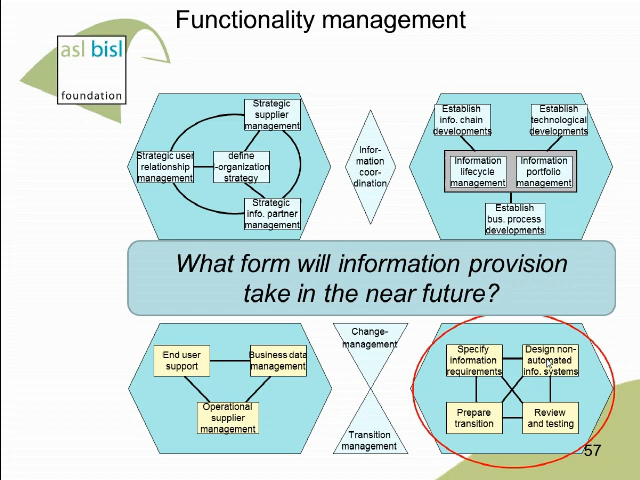 Functionality management
asl bisl
foundation
Strategic
supplier
management
Strategic user
relationship
management
define
-organization
strategy
Strategic
info. partner
management
Infor-
mation
coor-
dination
Establish
info. chain
developments
Establish
technological
developments
Information
lifecycle
management
Information
portfolio
management
Establish
bus. process
developments
What form will information provision
take in the near future?
End user
support
Business data
management
Operational
supplier
management
Change-
management
Transition
management
Specify
information
requirements
Design non-
automated
info. systems
Prepare
transition
Review
and testing
57